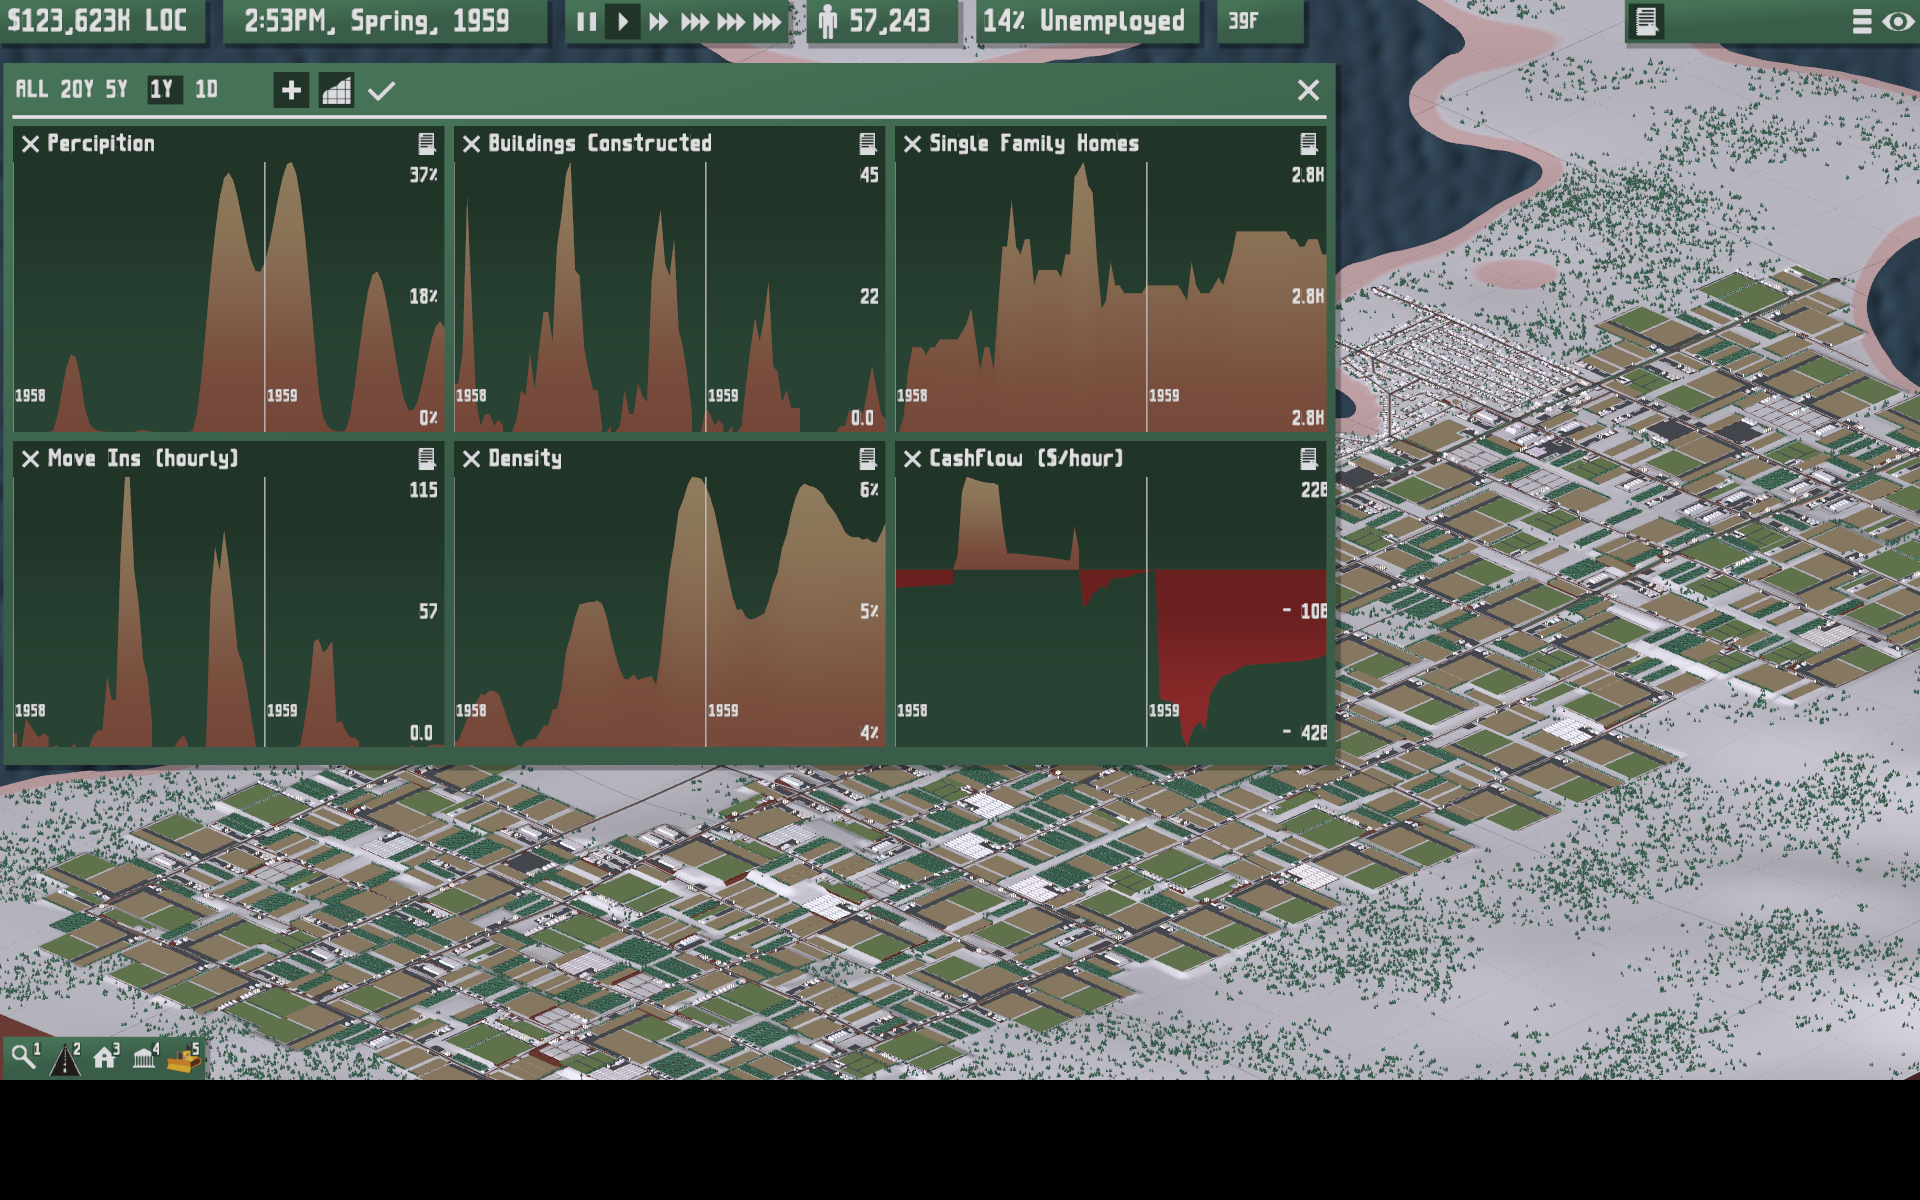 $123,623K LOC 2:53PM, Spring, 1959 57,243 14% Unemployed 39F
ALL 20Y 5Y 1Y 1D
Percipition Buildings Constructed Single Family Homes
37% 45 2.8K
18% 22 2.8K
1958 1959 1958 1959 1958 1959
0% 0.0 2.8K
Move Ins (hourly) Density Cashflow ($/hour)
115 6% 22B
57 5% - 10B
1958 1959 1958 1959 1958 1959
0.0 4% - 42B
1 2 3 4 5